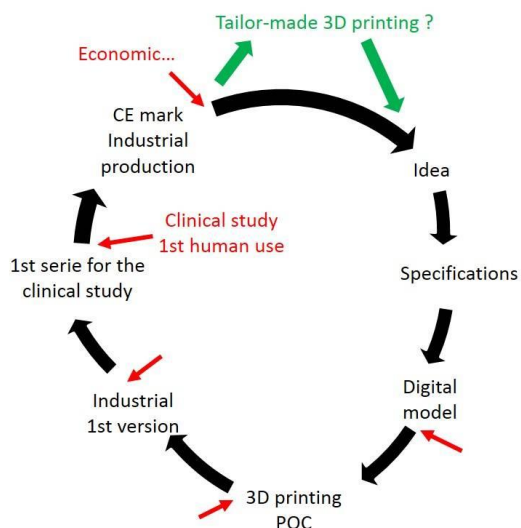 Tailor-made 3D printing ?
Economic...
CE mark
Industrial
production
Idea
Clinical study
1st human use
1st serie for the
clinical study
Specifications
Industrial
1st version
Digital
model
3D printing
POC